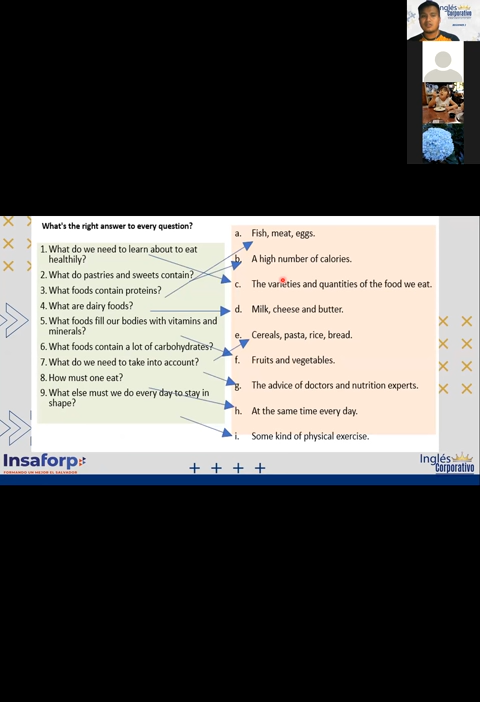 Inglés
Corporativo
What's the right answer to every question?
1. What do we need to learn about to eat
healthily?
2. What do pastries and sweets contain?
3. What foods contain proteins?
4. What are dairy foods?
5. What foods fill our bodies with vitamins and
minerals?
6. What foods contain a lot of carbohydrates?
7. What do we need to take into account?
8. How must one eat?
9. What else must we do every day to stay in
shape?
a. Fish, meat, eggs.
b. A high number of calories.
c. The varieties and quantities of the food we eat.
d. Milk, cheese and butter.
e. Cereals, pasta, rice, bread.
f. Fruits and vegetables.
g. The advice of doctors and nutrition experts.
h. At the same time every day.
i. Some kind of physical exercise.
Insaforp
FORMANDO UN MEJOR EL SALVADOR
Inglés
Corporativo